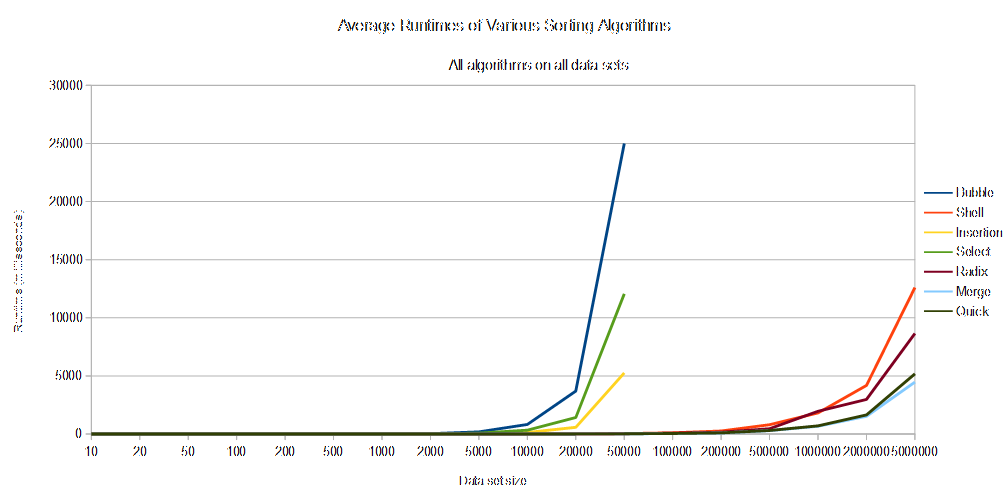 Average Runtimes of Various Sorting Algorithms
All algorithms on all data sets
30000
25000
20000
15000
10000
5000
0
Runtime (milliseconds)
10 20 50 100 200 500 1000 2000 5000 10000 20000 50000 100000 200000 500000 1000000 2000000 5000000
Data set size
Bubble
Shell
Insertion
Select
Radix
Merge
Quick